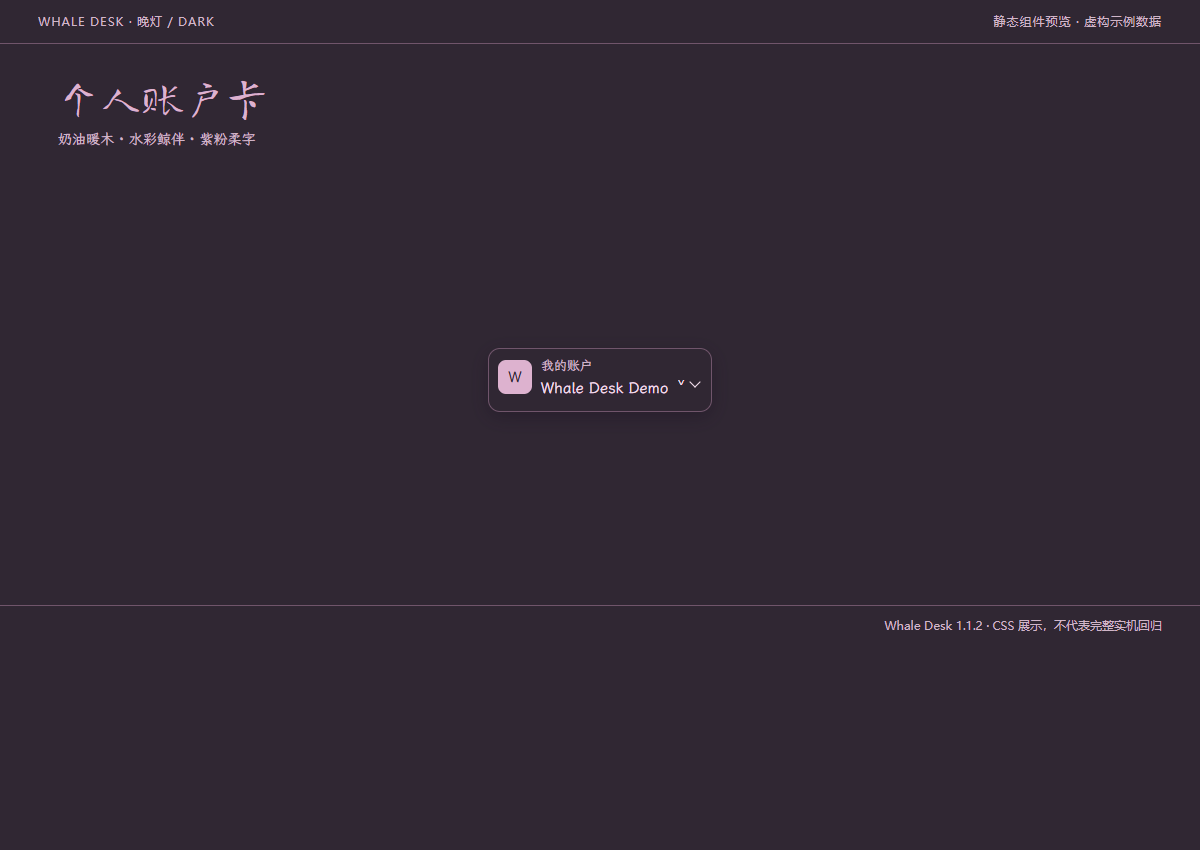 WHALE DESK · 晚灯 / DARK
静态组件预览 · 虚构示例数据
个人账户卡
奶油暖木 · 水彩鲸伴 · 紫粉柔字
W
我的账户
Whale Desk Demo ˅
Whale Desk 1.1.2 · CSS 展示，不代表完整实机回归